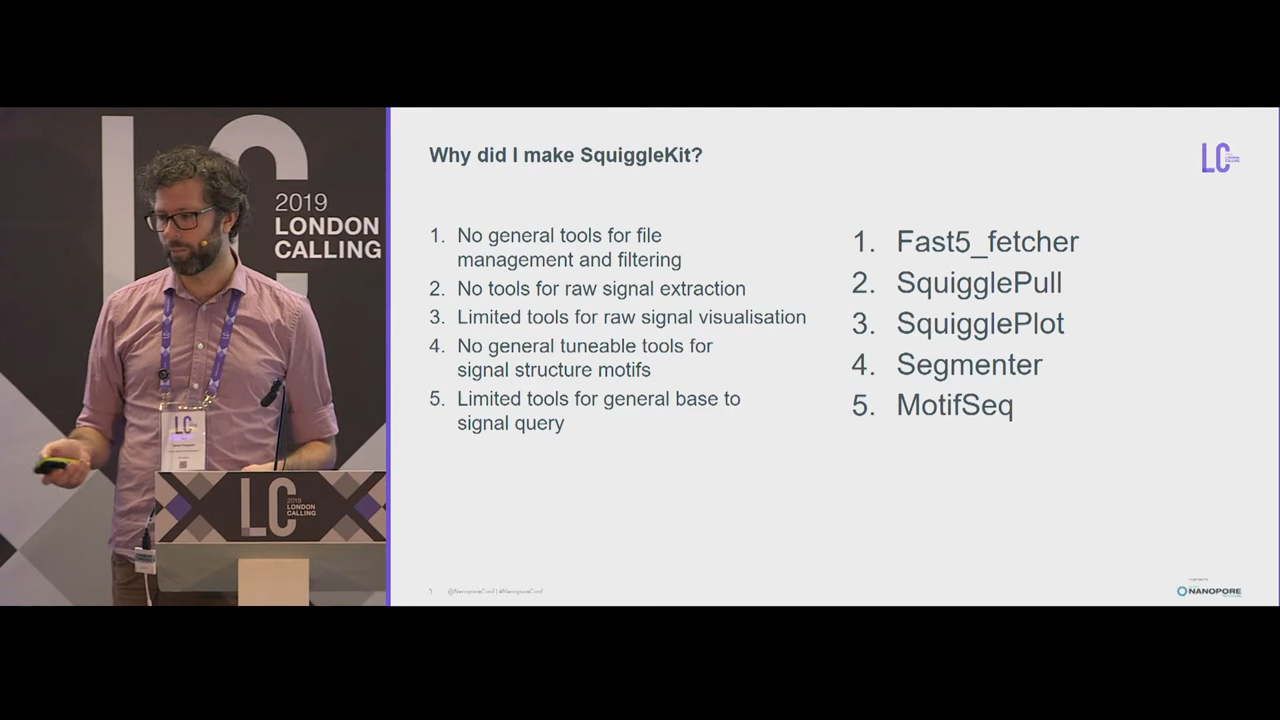 2019
LONDON
CALLING
LC
LC
2019
LONDON
CALLING
Why did I make SquiggleKit?
LC
1. No general tools for file
management and filtering
2. No tools for raw signal extraction
3. Limited tools for raw signal visualisation
4. No general tuneable tools for
signal structure motifs
5. Limited tools for general base to
signal query
1. Fast5_fetcher
2. SquigglePull
3. SquigglePlot
4. Segmenter
5. MotifSeq
@NanoporeConf | #NanoporeConf
NANOPORE